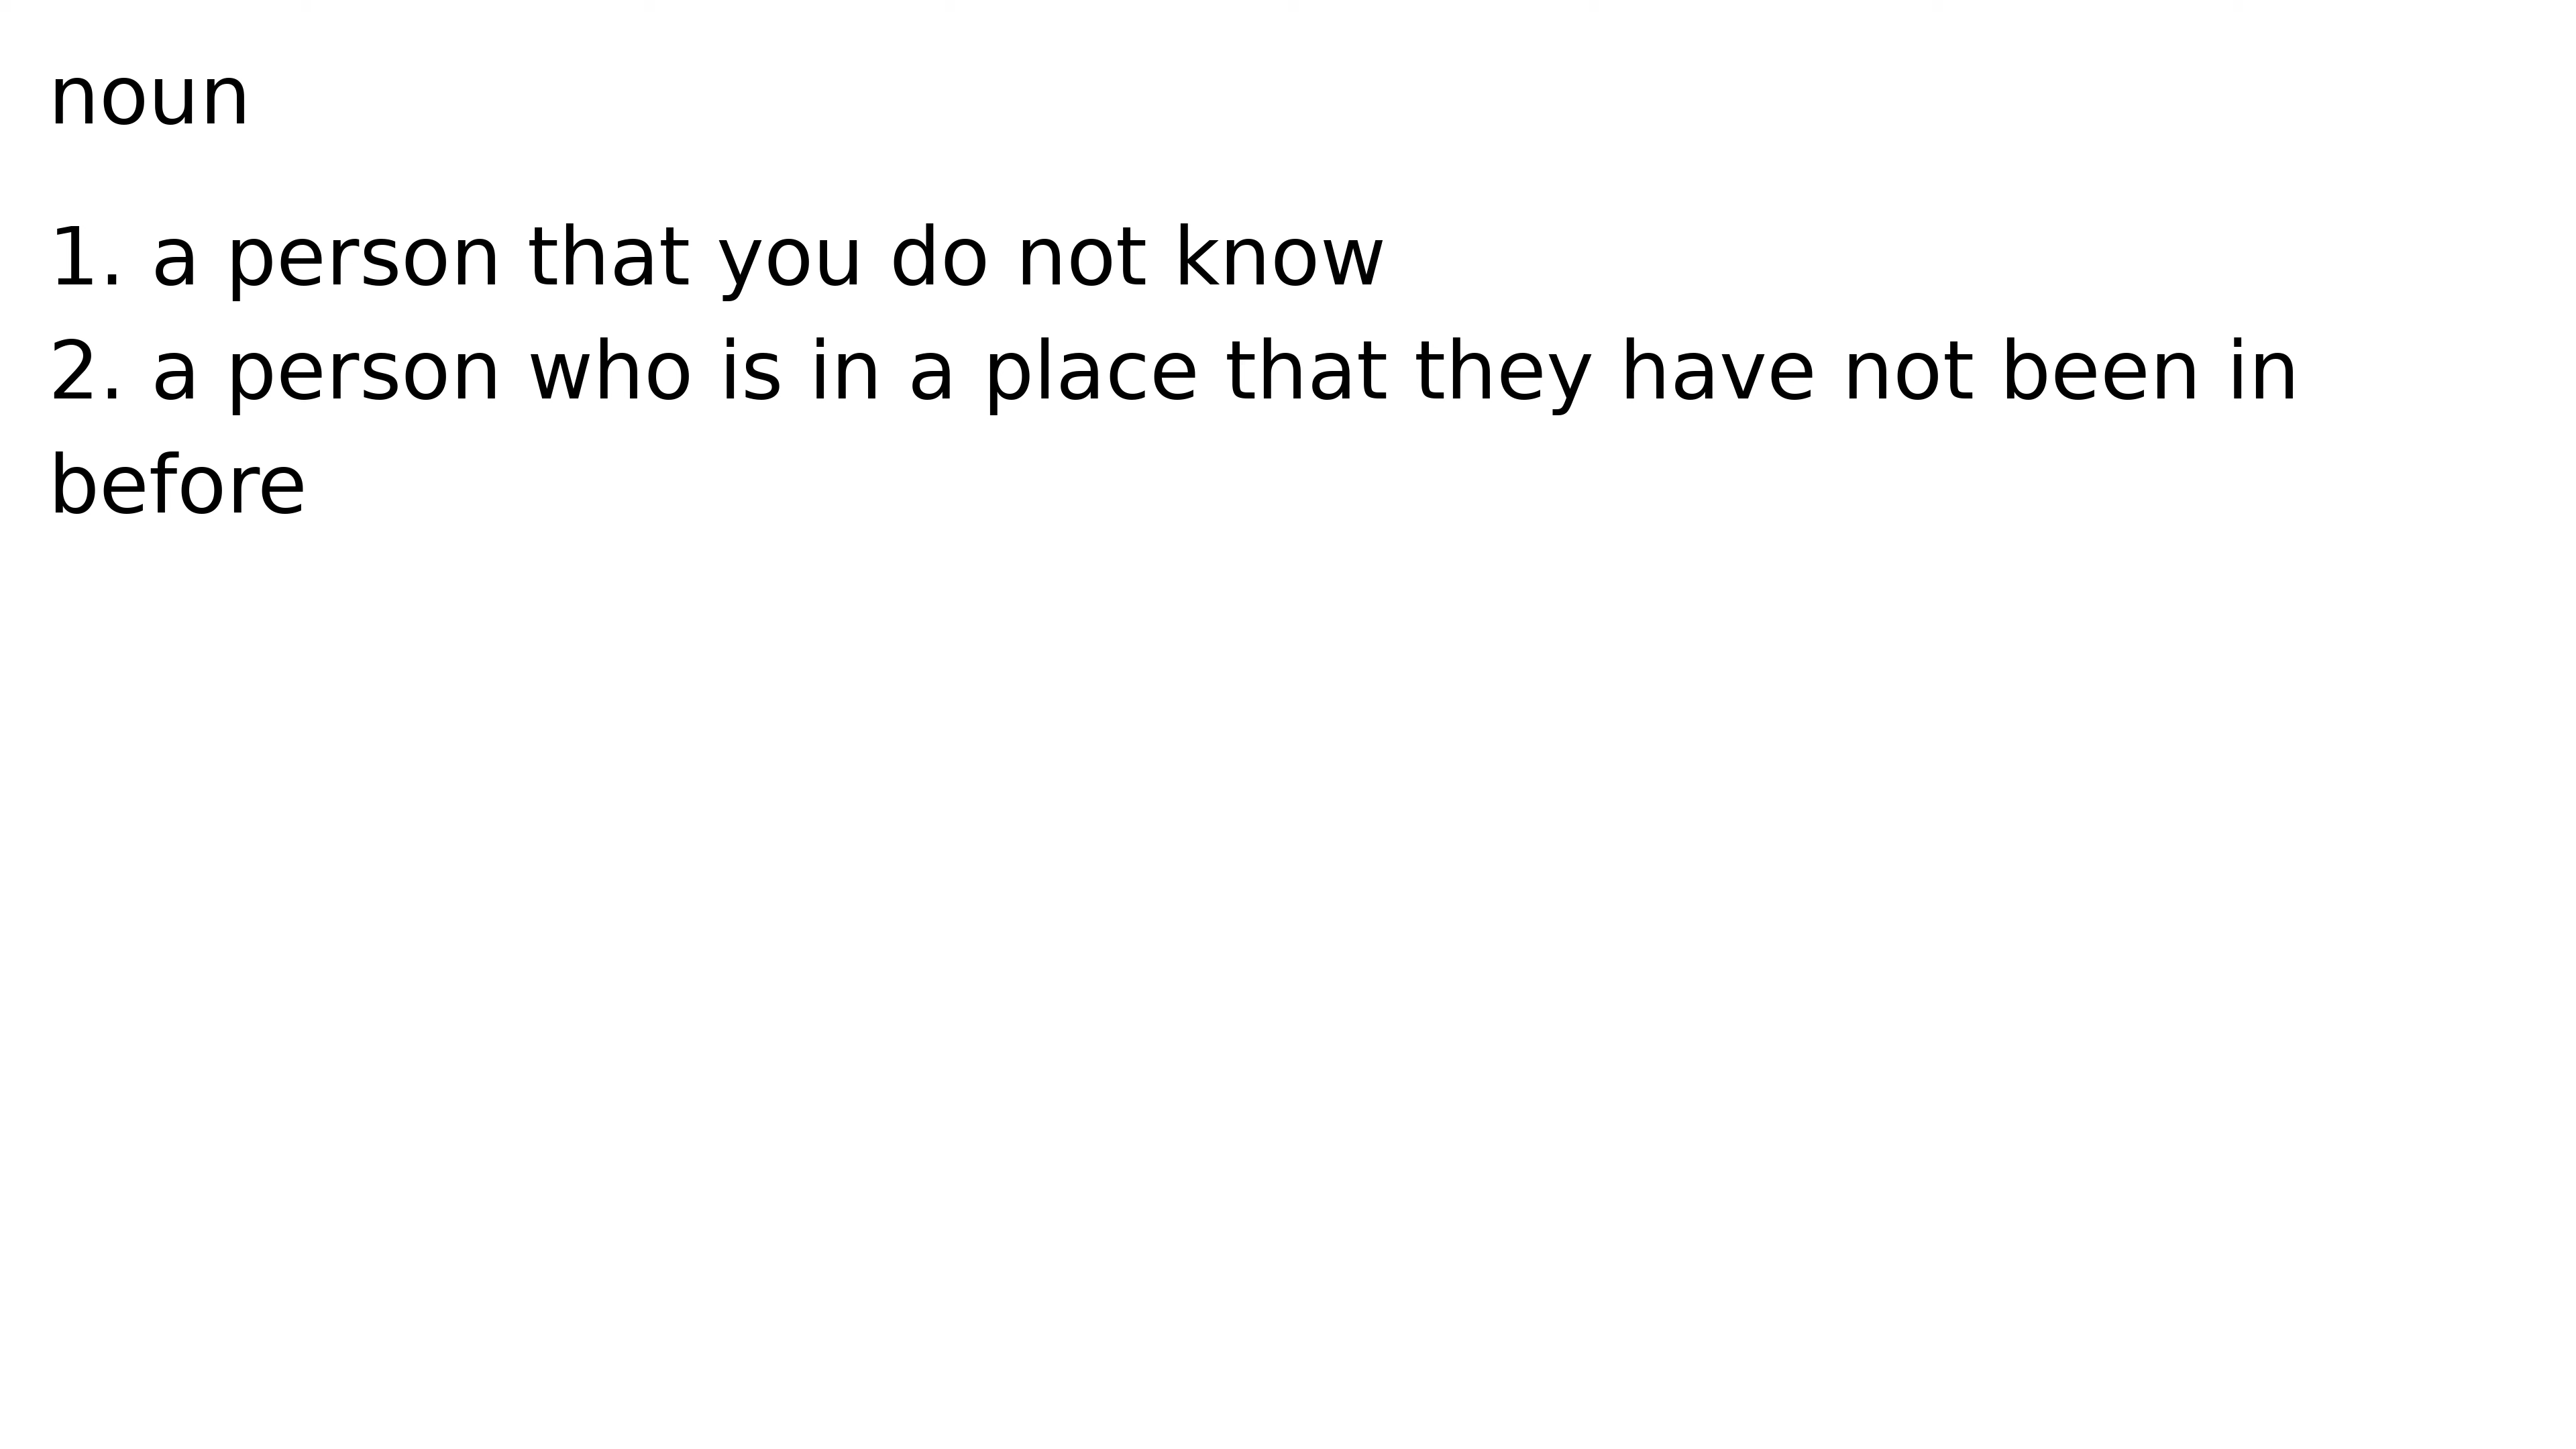 noun
1. a person that you do not know
2. a person who is in a place that they have not been in
before